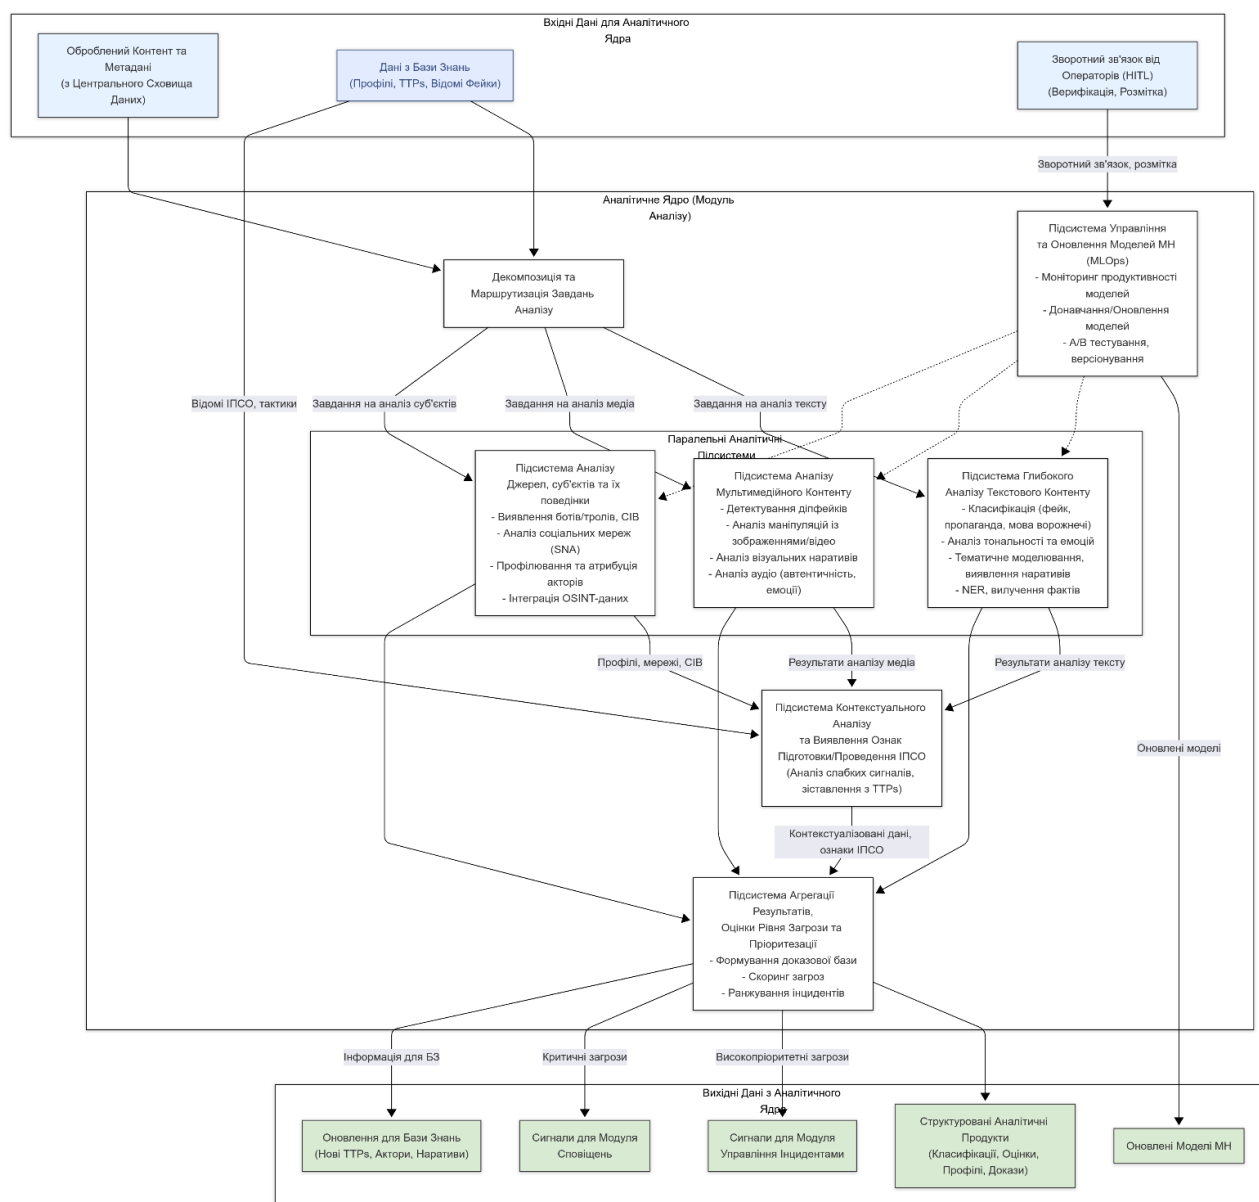 Вхідні Дані для Аналітичного
Ядра
Оброблений Контент та
Метадані
(з Центрального Сховища
Даних)
Дані з Бази Знань
(Профілі, TTPs, Відомі Фейки)
Зворотний зв'язок від
Операторів (HITL)
(Верифікація, Розмітка)
Зворотний зв'язок, розмітка
Аналітичне Ядро (Модуль
Аналізу)
Підсистема Управління
та Оновлення Моделей МН
(MLOps)
- Моніторинг продуктивності
моделей
- Донавчання/Оновлення
моделей
- А/В тестування,
версіонування
Декомпозиція та
Маршрутизація Завдань
Аналізу
Відомі ІПСО, тактики
Завдання на аналіз суб'єктів
Завдання на аналіз медіа
Завдання на аналіз тексту
Паралельні Аналітичні
Підсистеми
Підсистема Аналізу
Джерел, суб'єктів та їх
поведінки
- Виявлення ботів/тролів, CIB
- Аналіз соціальних мереж
(SNA)
- Профілювання та атрибуція
акторів
- Інтеграція OSINT-даних
Підсистема Аналізу
Мультимедійного Контенту
- Детектування діпфейків
- Аналіз маніпуляцій із
зображеннями/відео
- Аналіз візуальних наративів
- Аналіз аудіо (автентичність,
емоції)
Підсистема Глибокого
Аналізу Текстового Контенту
- Класифікація (фейк,
пропаганда, мова ворожнечі)
- Аналіз тональності та емоцій
- Тематичне моделювання,
виявлення наративів
- NER, вилучення фактів
Профілі, мережі, CIB
Результати аналізу медіа
Результати аналізу тексту
Підсистема Контекстуального
Аналізу
та Виявлення Ознак
Підготовки/Проведення ІПСО
(Аналіз слабких сигналів,
зіставлення з TTPs)
Оновлені моделі
Контекстуалізовані дані,
ознаки ІПСО
Підсистема Агрегації
Результатів,
Оцінки Рівня Загрози та
Пріоритезації
- Формування доказової бази
- Скоринг загроз
- Ранжування інцидентів
Інформація для БЗ
Критичні загрози
Високопріоритетні загрози
Вихідні Дані з Аналітичного
Ядра
Оновлення для Бази Знань
(Нові TTPs, Актори, Наративи)
Сигнали для Модуля
Сповіщень
Сигнали для Модуля
Управління Інцидентами
Структуровані Аналітичні
Продукти
(Класифікації, Оцінки,
Профілі, Докази)
Оновлені Моделі МН